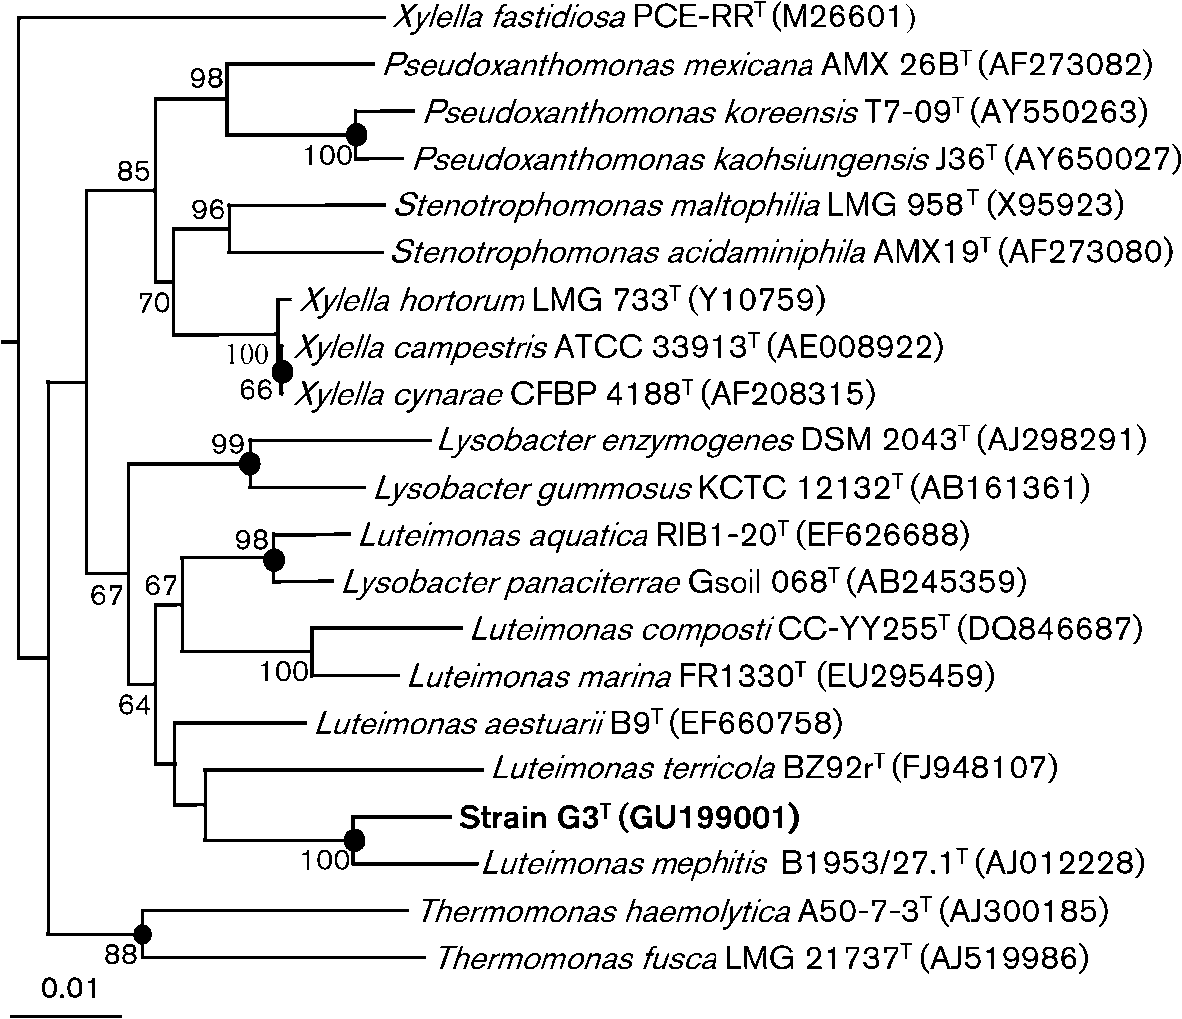 Xylella fastidiosa PCE-RRᵀ (M26601)
98
Pseudoxanthomonas mexicana AMX 26Bᵀ (AF273082)
Pseudoxanthomonas koreensis T7-09ᵀ (AY550263)
100
Pseudoxanthomonas kaohsiungensis J36ᵀ (AY650027)
85
96
Stenotrophomonas maltophilia LMG 958ᵀ (X95923)
Stenotrophomonas acidaminiphila AMX19ᵀ (AF273080)
70
Xylella hortorum LMG 733ᵀ (Y10759)
100
Xylella campestris ATCC 33913ᵀ (AE008922)
66
Xylella cynarae CFBP 4188ᵀ (AF208315)
99
Lysobacter enzymogenes DSM 2043ᵀ (AJ298291)
Lysobacter gummosus KCTC 12132ᵀ (AB161361)
98
Luteimonas aquatica RIB1-20ᵀ (EF626688)
67
67
Lysobacter panaciterrae Gsoil 068ᵀ (AB245359)
Luteimonas composti CC-YY255ᵀ (DQ846687)
100
Luteimonas marina FR1330ᵀ (EU295459)
64
Luteimonas aestuarii B9ᵀ (EF660758)
Luteimonas terricola BZ92rᵀ (FJ948107)
Strain G3ᵀ (GU199001)
100
Luteimonas mephitis B1953/27.1ᵀ (AJ012228)
Thermomonas haemolytica A50-7-3ᵀ (AJ300185)
88
Thermomonas fusca LMG 21737ᵀ (AJ519986)
0.01